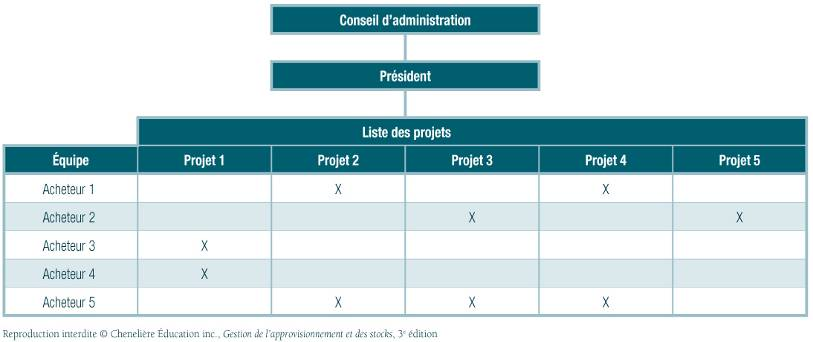 Conseil d'administration
Président
Liste des projets
Équipe Projet 1 Projet 2 Projet 3 Projet 4 Projet 5
Acheteur 1 X X
Acheteur 2 X X
Acheteur 3 X
Acheteur 4 X
Acheteur 5 X X X
Reproduction interdite © Chenelière Éducation inc., Gestion de l'approvisionnement et des stocks, 3e édition